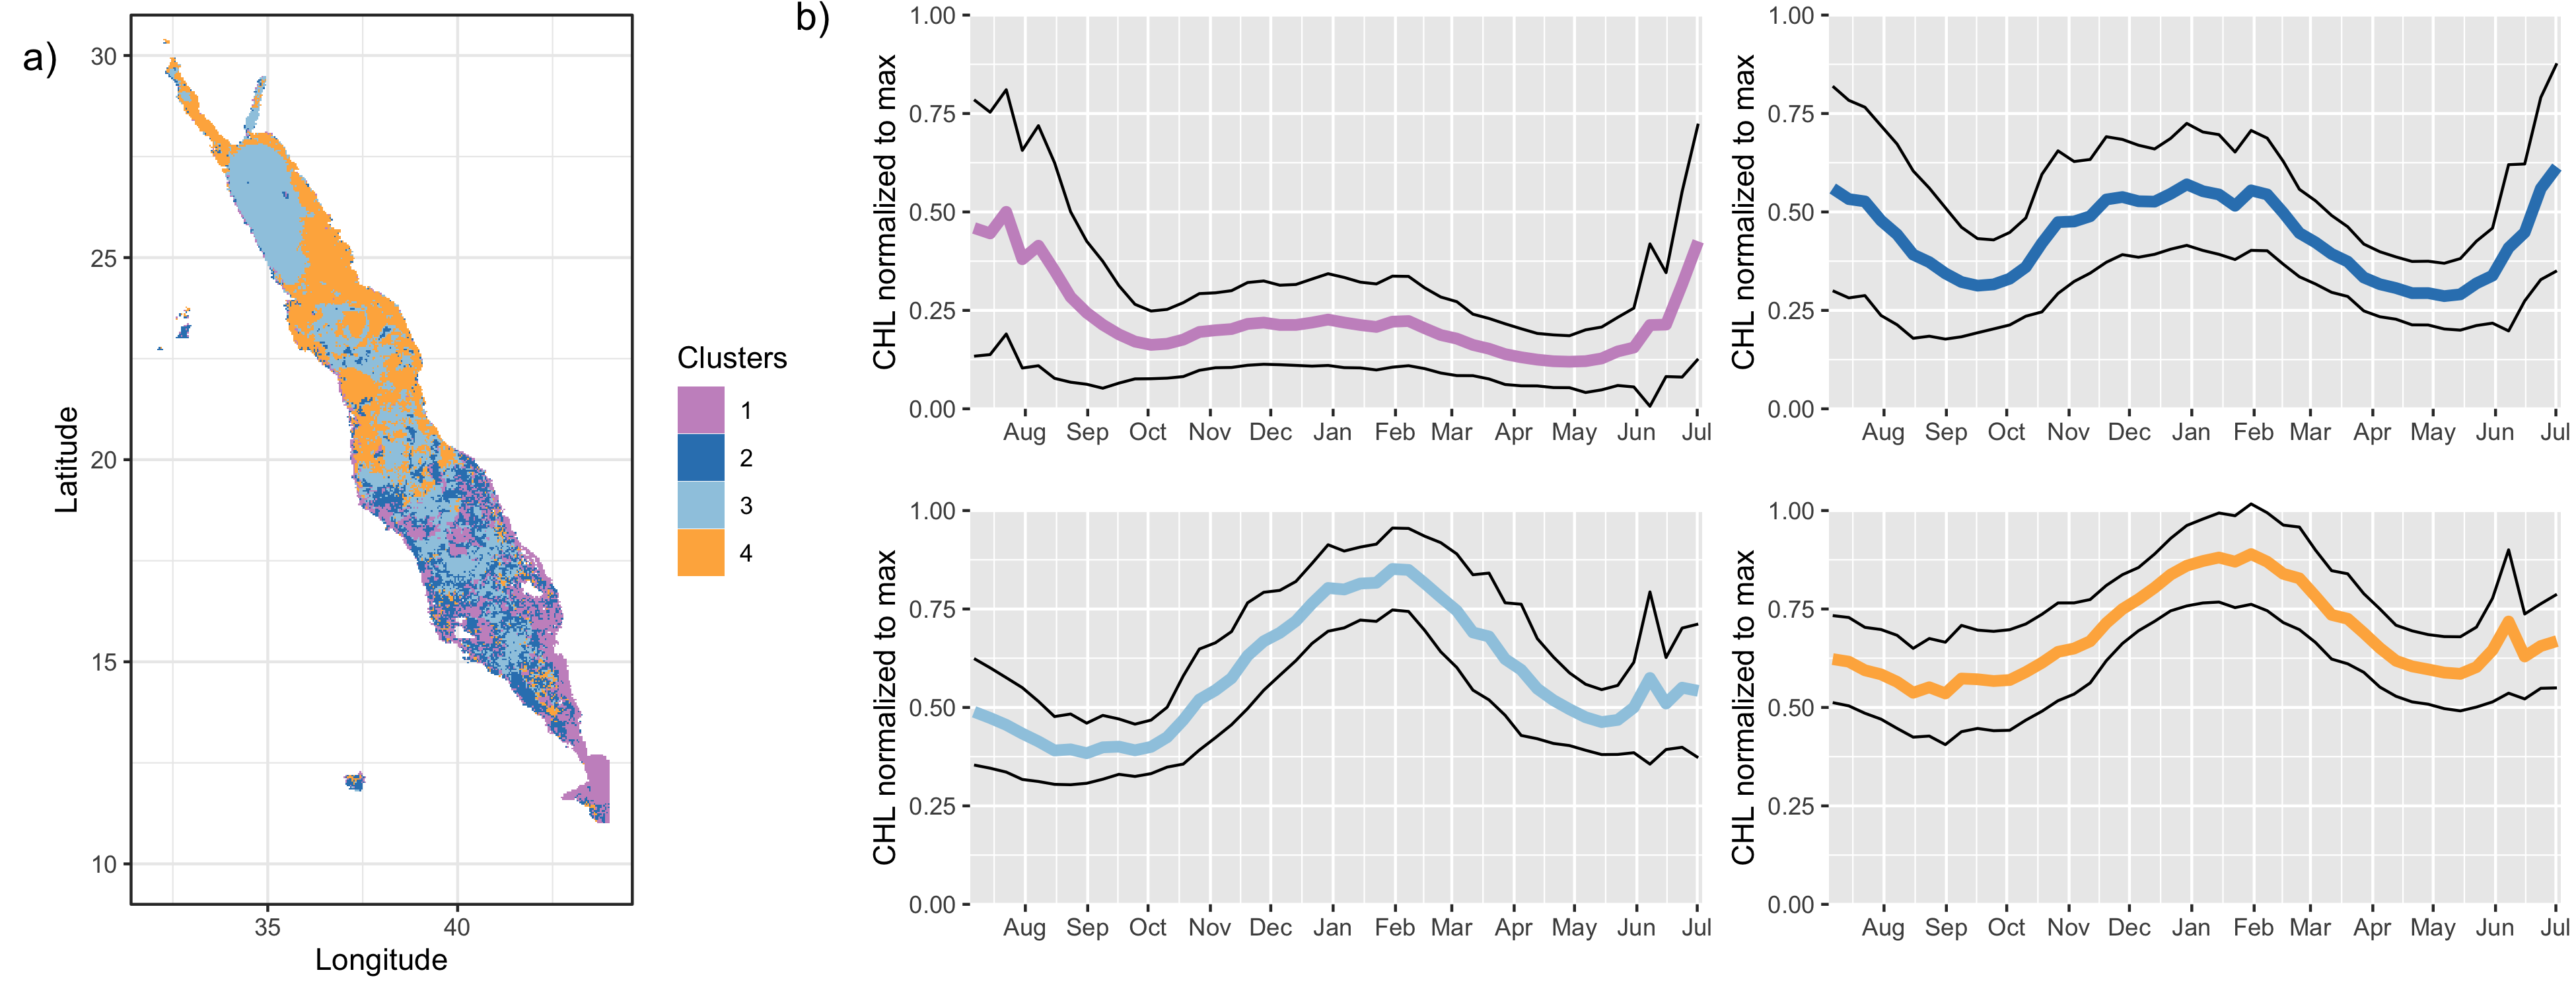 a)
30
25
20
15
10
Latitude
35 40
Longitude
Clusters
1
2
3
4
b)
1.00
0.75
0.50
0.25
0.00
CHL normalized to max
Aug Sep Oct Nov Dec Jan Feb Mar Apr May Jun Jul
1.00
0.75
0.50
0.25
0.00
CHL normalized to max
Aug Sep Oct Nov Dec Jan Feb Mar Apr May Jun Jul
1.00
0.75
0.50
0.25
0.00
CHL normalized to max
Aug Sep Oct Nov Dec Jan Feb Mar Apr May Jun Jul
1.00
0.75
0.50
0.25
0.00
CHL normalized to max
Aug Sep Oct Nov Dec Jan Feb Mar Apr May Jun Jul